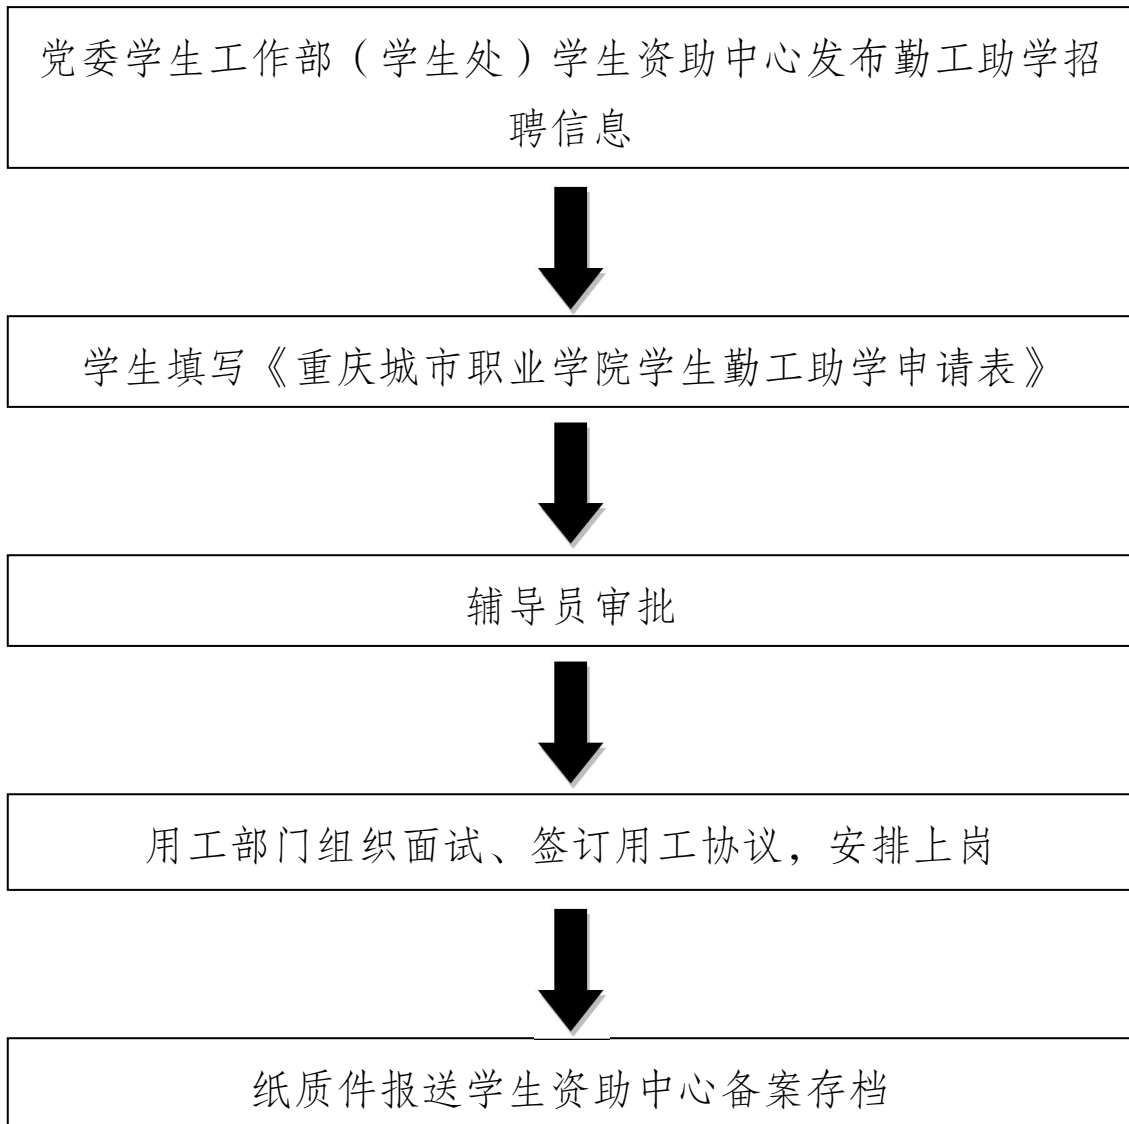 党委学生工作部（学生处）学生资助中心发布勤工助学招
聘信息
学生填写《重庆城市职业学院学生勤工助学申请表》
辅导员审批
用工部门组织面试、签订用工协议，安排上岗
纸质件报送学生资助中心备案存档